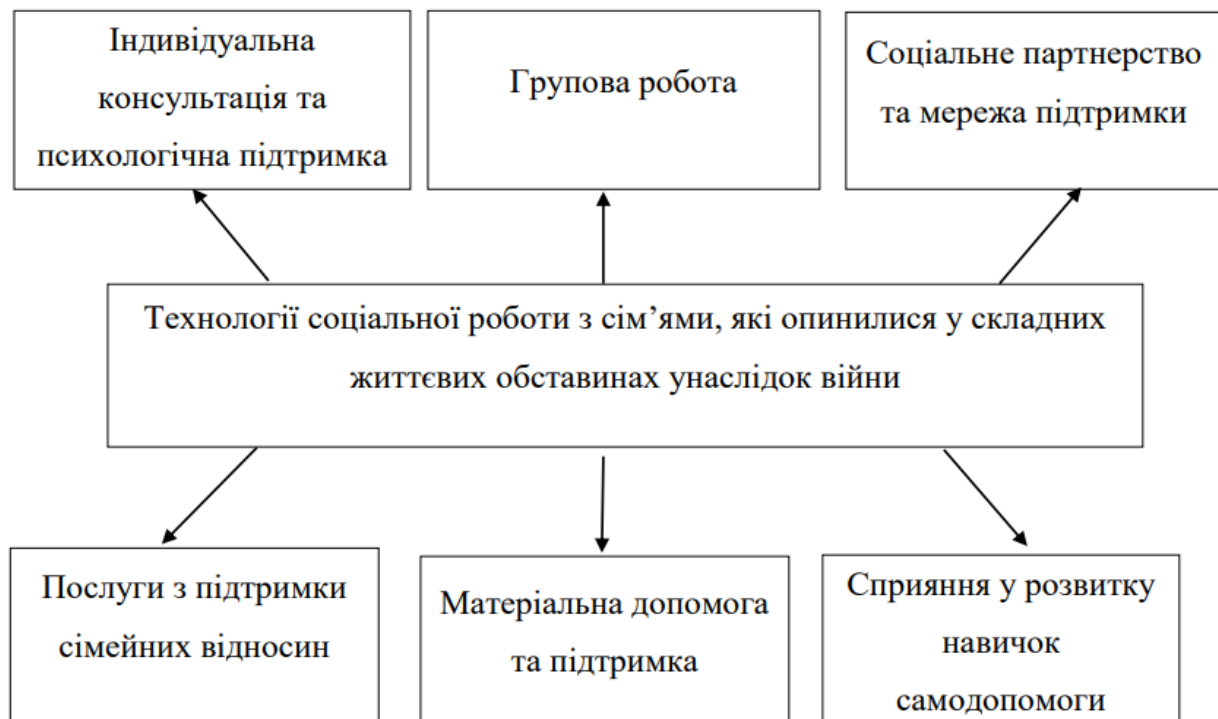 Індивідуальна
консультація та
психологічна підтримка
Групова робота
Соціальне партнерство
та мережа підтримки
Технології соціальної роботи з сім’ями, які опинилися у складних
життєвих обставинах унаслідок війни
Послуги з підтримки
сімейних відносин
Матеріальна допомога
та підтримка
Сприяння у розвитку
навичок
самодопомоги